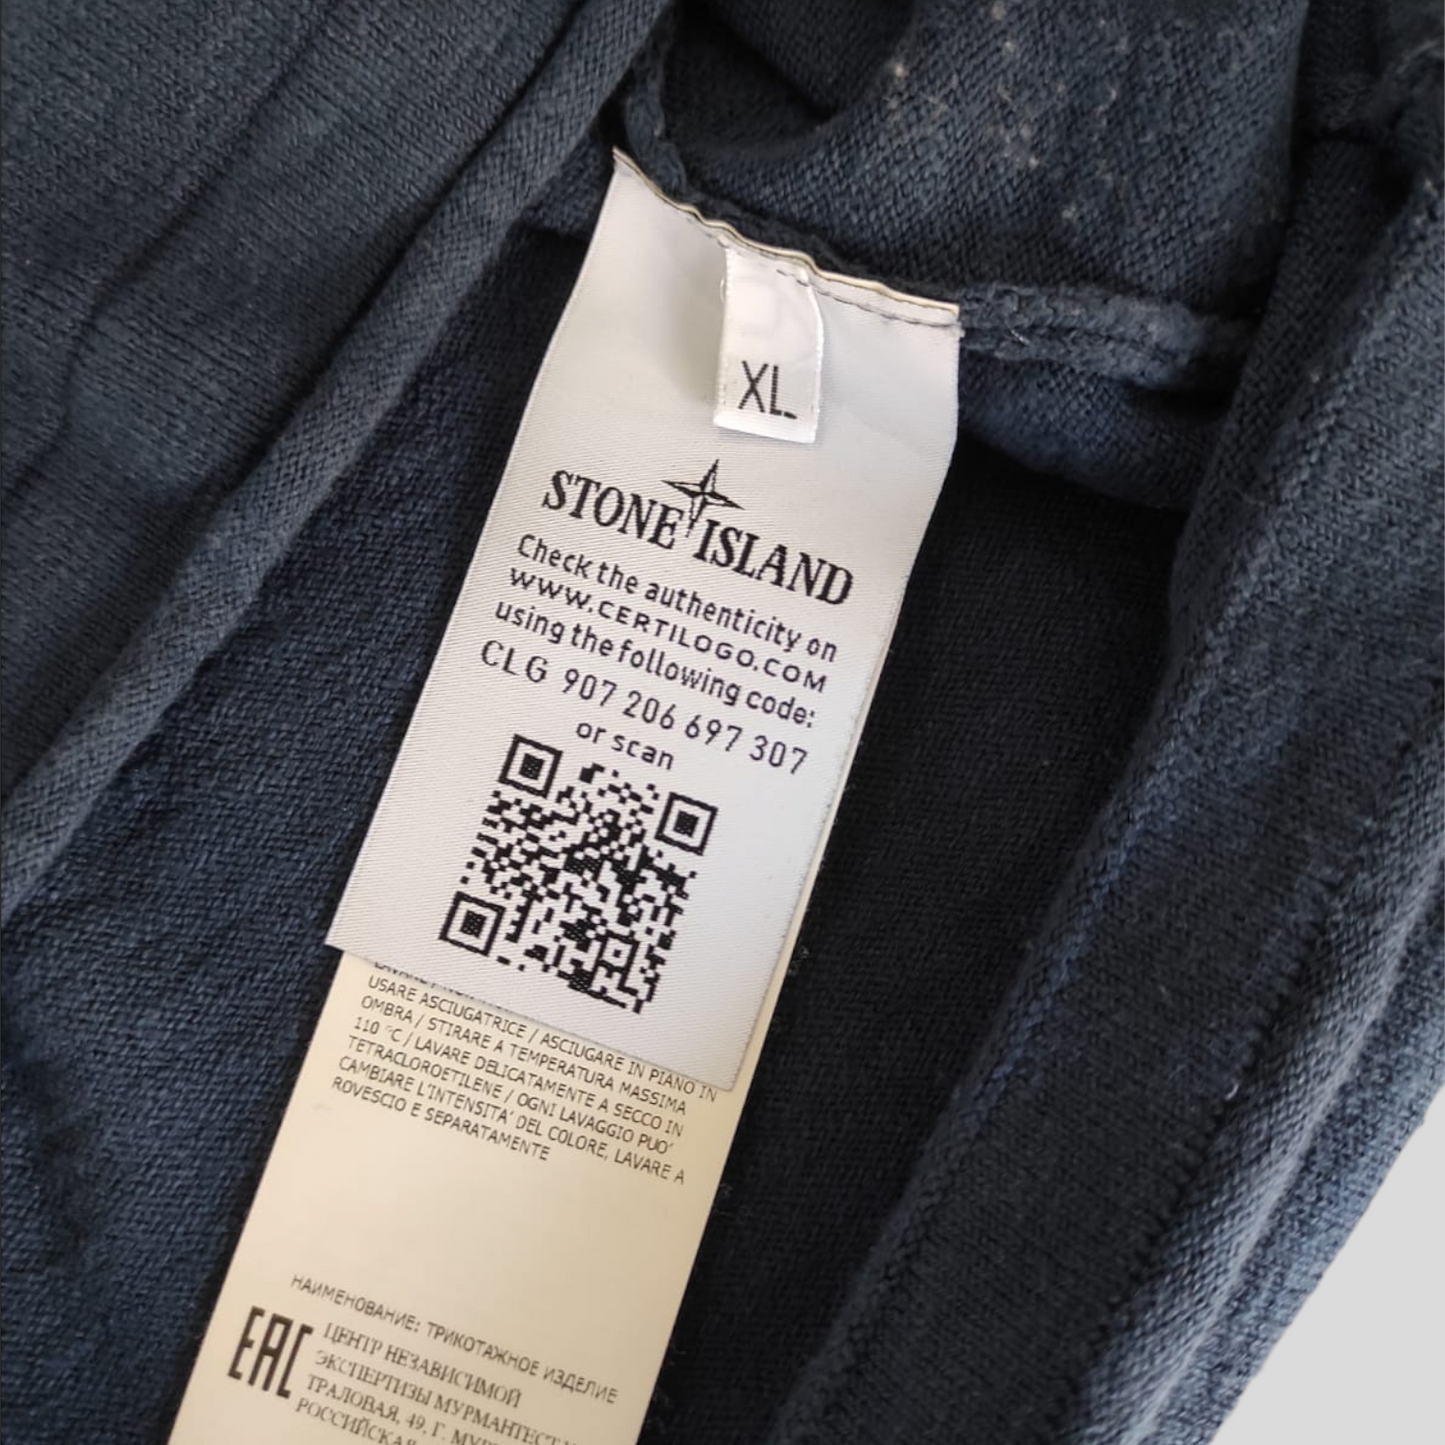 XL
STONE ISLAND
Check the authenticity on
WWW.CERTILOGO.COM
using the following code:
CLG 907 206 697 307
or scan
USARE ASCIUGATRICE / ASCIUGARE IN PIANO IN
OMBRA / STIRARE A TEMPERATURA MASSIMA
110 °C / LAVARE DELICATAMENTE A SECCO IN
TETRACLOROETILENE / OGNI LAVAGGIO PUO'
CAMBIARE L'INTENSITA' DEL COLORE, LAVARE A
ROVESCIO E SEPARATAMENTE
НАИМЕНОВАНИЕ: ТРИКОТАЖНОЕ ИЗДЕЛИЕ
EAC
ЦЕНТР НЕЗАВИСИМОЙ
ЭКСПЕРТИЗЫ МУРМАНТЕСТ
ТРАЛОВАЯ, 49, Г.